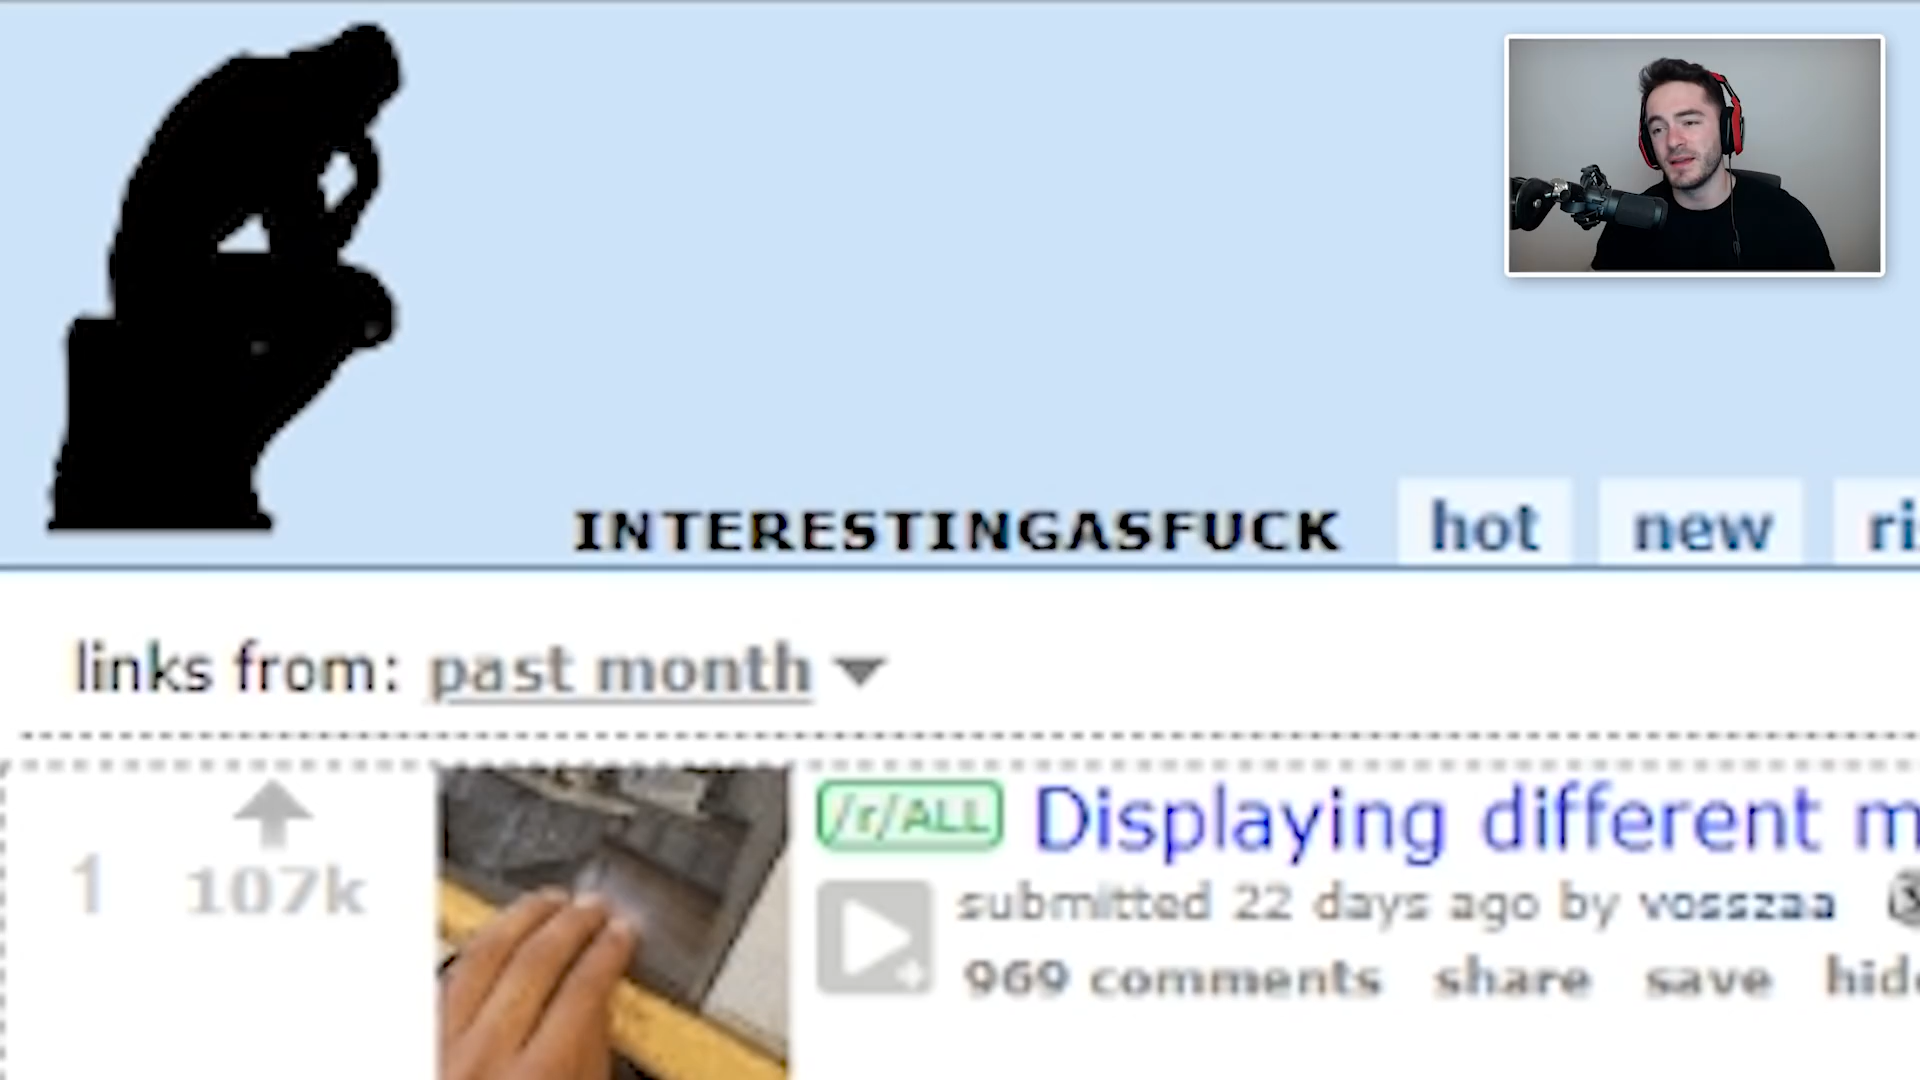 INTERESTINGASFUCK hot new
links from: past month
1 107k /r/ALL Displaying different
submitted 22 days ago by vosszaa
969 comments share save